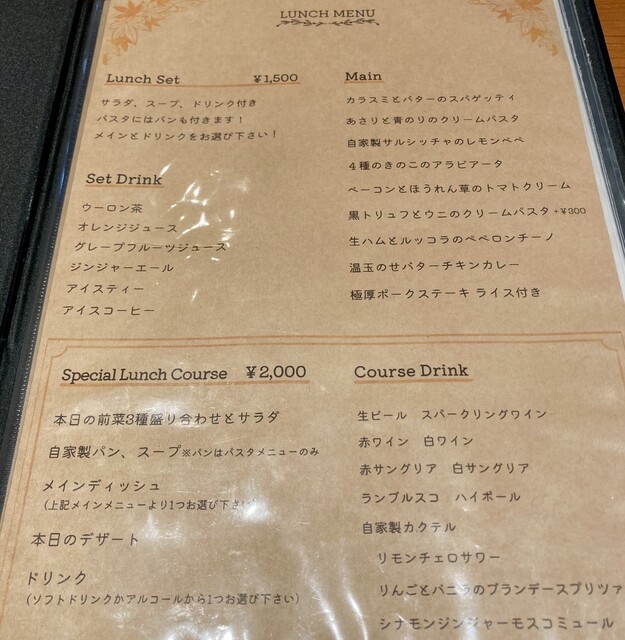 LUNCH MENU
Lunch Set ¥1,500
サラダ、スープ、ドリンク付き
パスタにはパンも付きます！
メインとドリンクをお選び下さい！
Set Drink
ウーロン茶
オレンジジュース
グレープフルーツジュース
ジンジャーエール
アイスティー
アイスコーヒー
Main
カラスミとバターのスパゲッティ
あさりと青のりのクリームパスタ
自家製サルシッチャのレモンペペ
４種のきのこのアラビアータ
ベーコンとほうれん草のトマトクリーム
黒トリュフとウニのクリームパスタ +¥300
生ハムとルッコラのペペロンチーノ
温玉のせバターチキンカレー
極厚ポークステーキ ライス付き
Special Lunch Course ¥2,000
本日の前菜3種盛り合わせとサラダ
自家製パン、スープ※パンはパスタメニューのみ
メインディッシュ
（上記メインメニューより1つお選び下さい）
本日のデザート
ドリンク
（ソフトドリンクかアルコールから1つお選び下さい）
Course Drink
生ビール スパークリングワイン
赤ワイン 白ワイン
赤サングリア 白サングリア
ランブルスコ ハイボール
自家製カクテル
リモンチェロサワー
りんごとバニラのブランデースプリッツァ
シナモンジンジャーモスコミュール